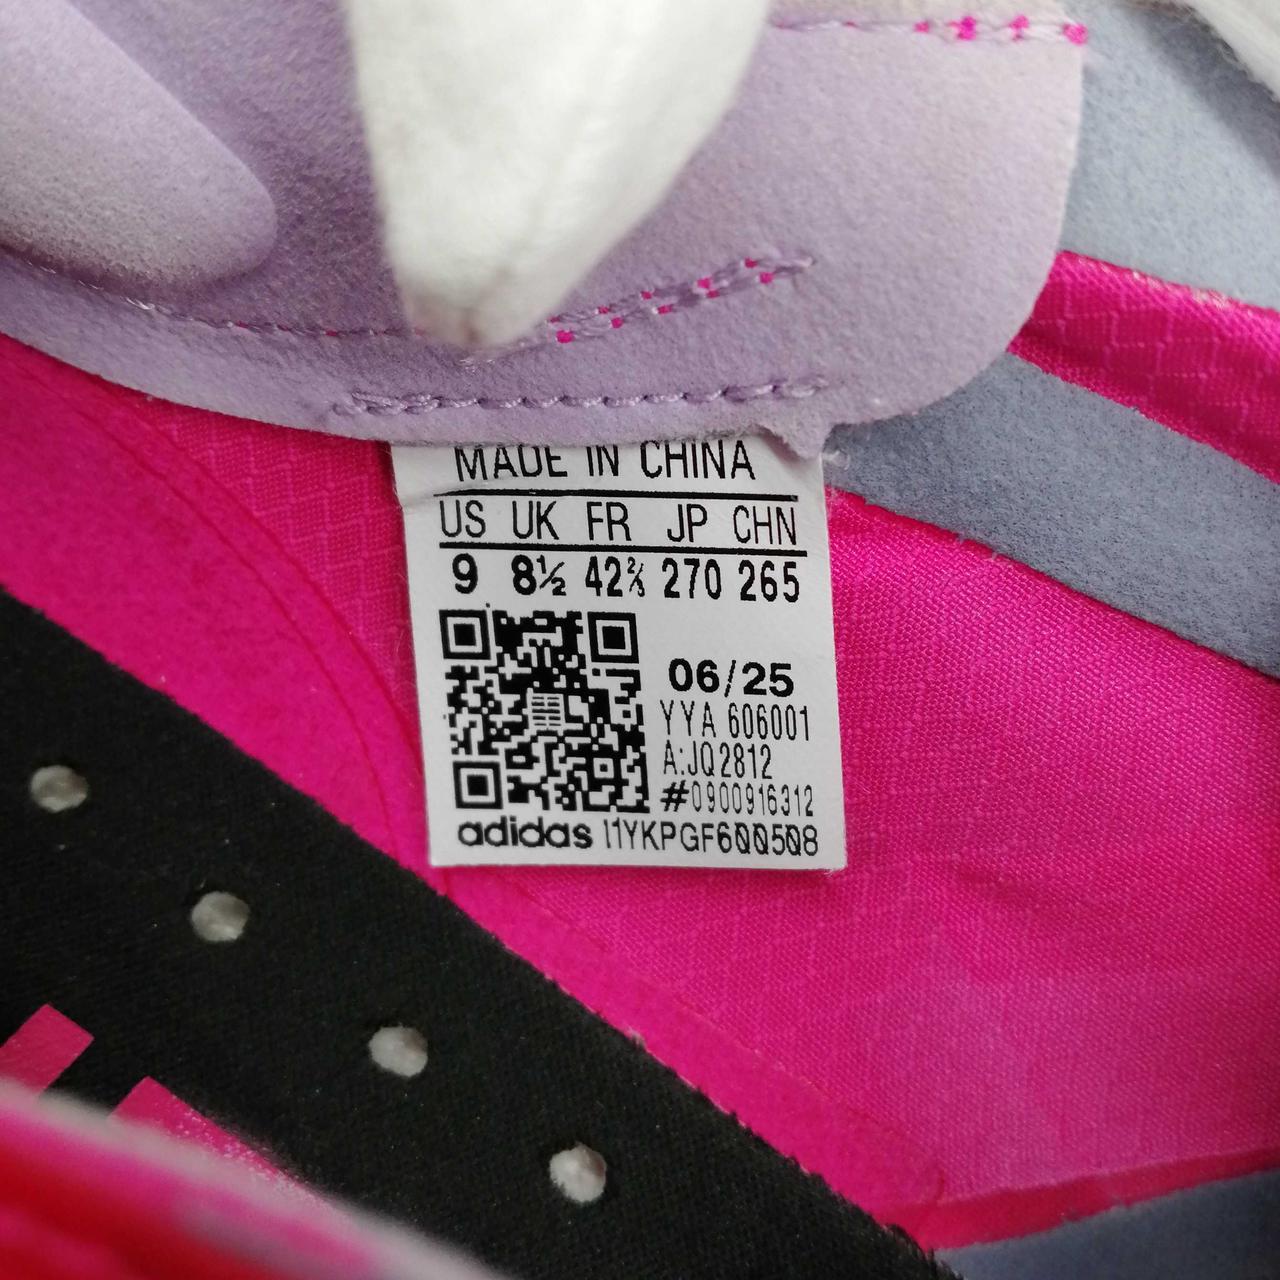 MADE IN CHINA
US UK FR JP CHN
9 8½ 42⅔ 270 265
06/25
YYA 606001
A:JQ2812
#0900916312
adidas I1YKPGF600508